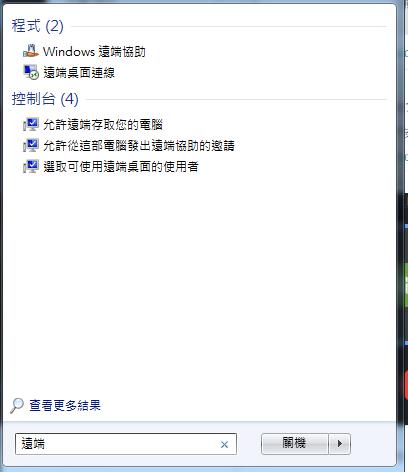 程式 (2)
Windows 遠端協助
遠端桌面連線
控制台 (4)
允許遠端存取您的電腦
允許從這部電腦發出遠端協助的邀請
選取可使用遠端桌面的使用者
查看更多結果
遠端
關機